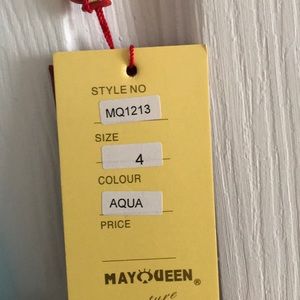 STYLE NO
MQ1213
SIZE
4
COLOUR
AQUA
PRICE
MAYQUEEN®